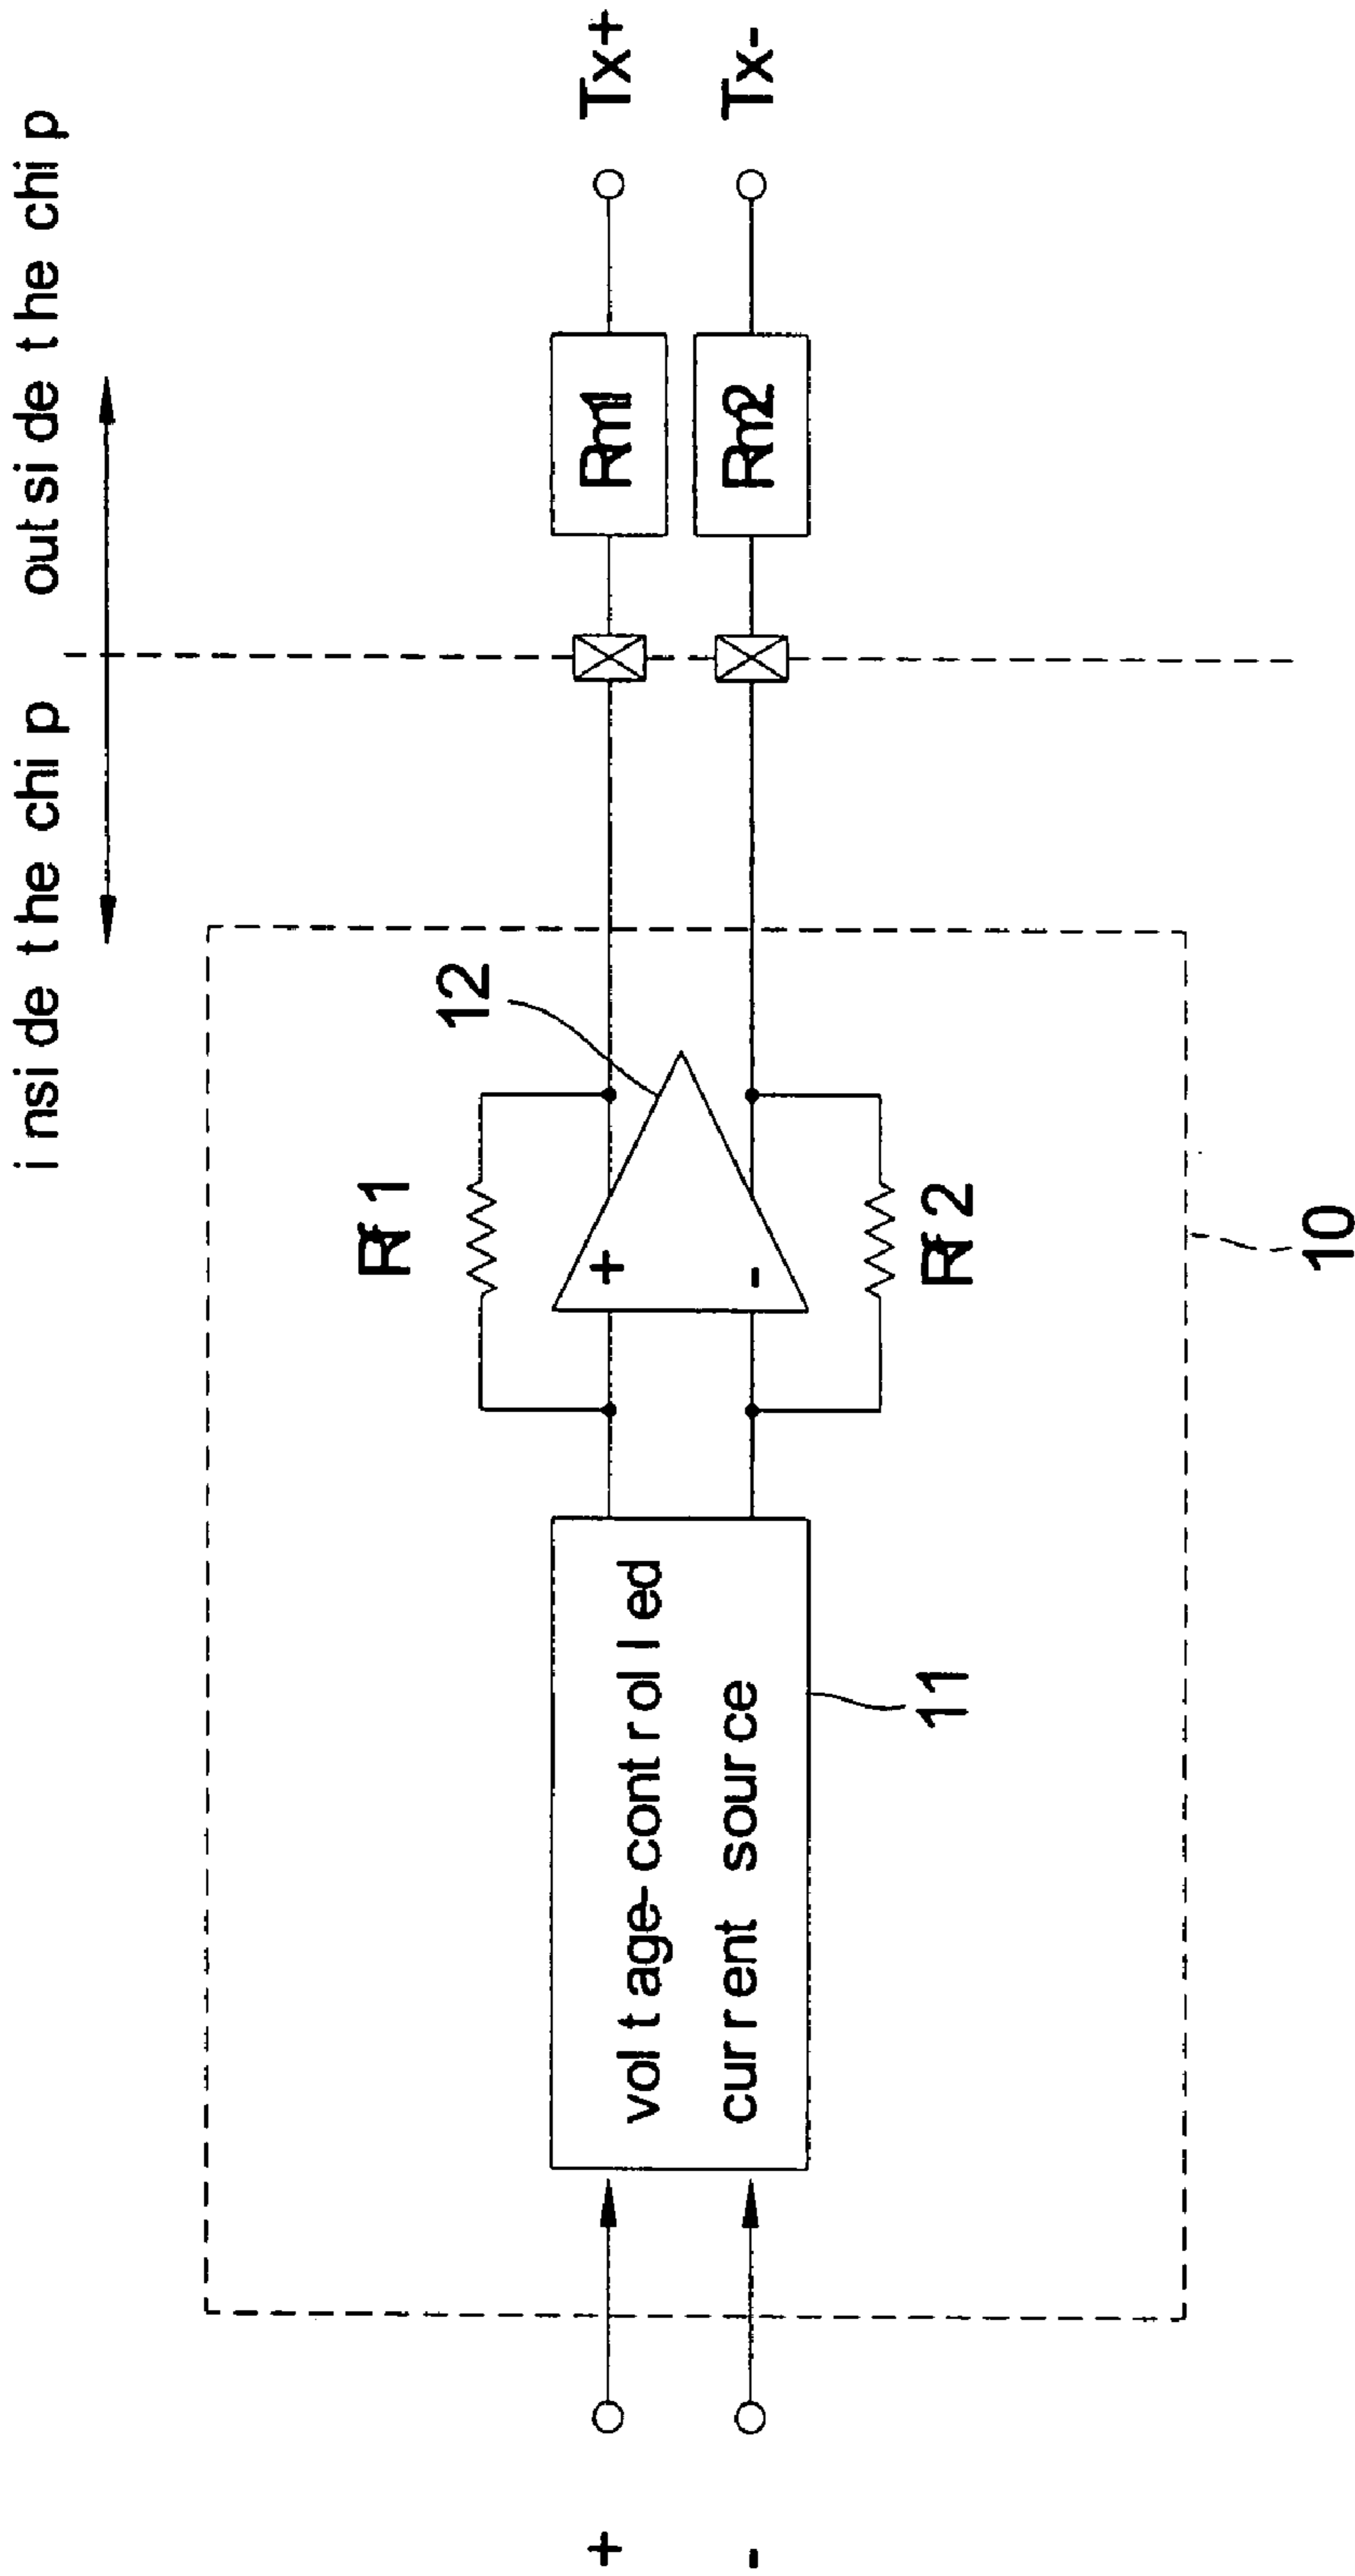 inside the chip
outside the chip
12
Rf1
+
-
Rf2
voltage-controlled
current source
11
10
Rm1
Rm2
Tx+
Tx-
+
-